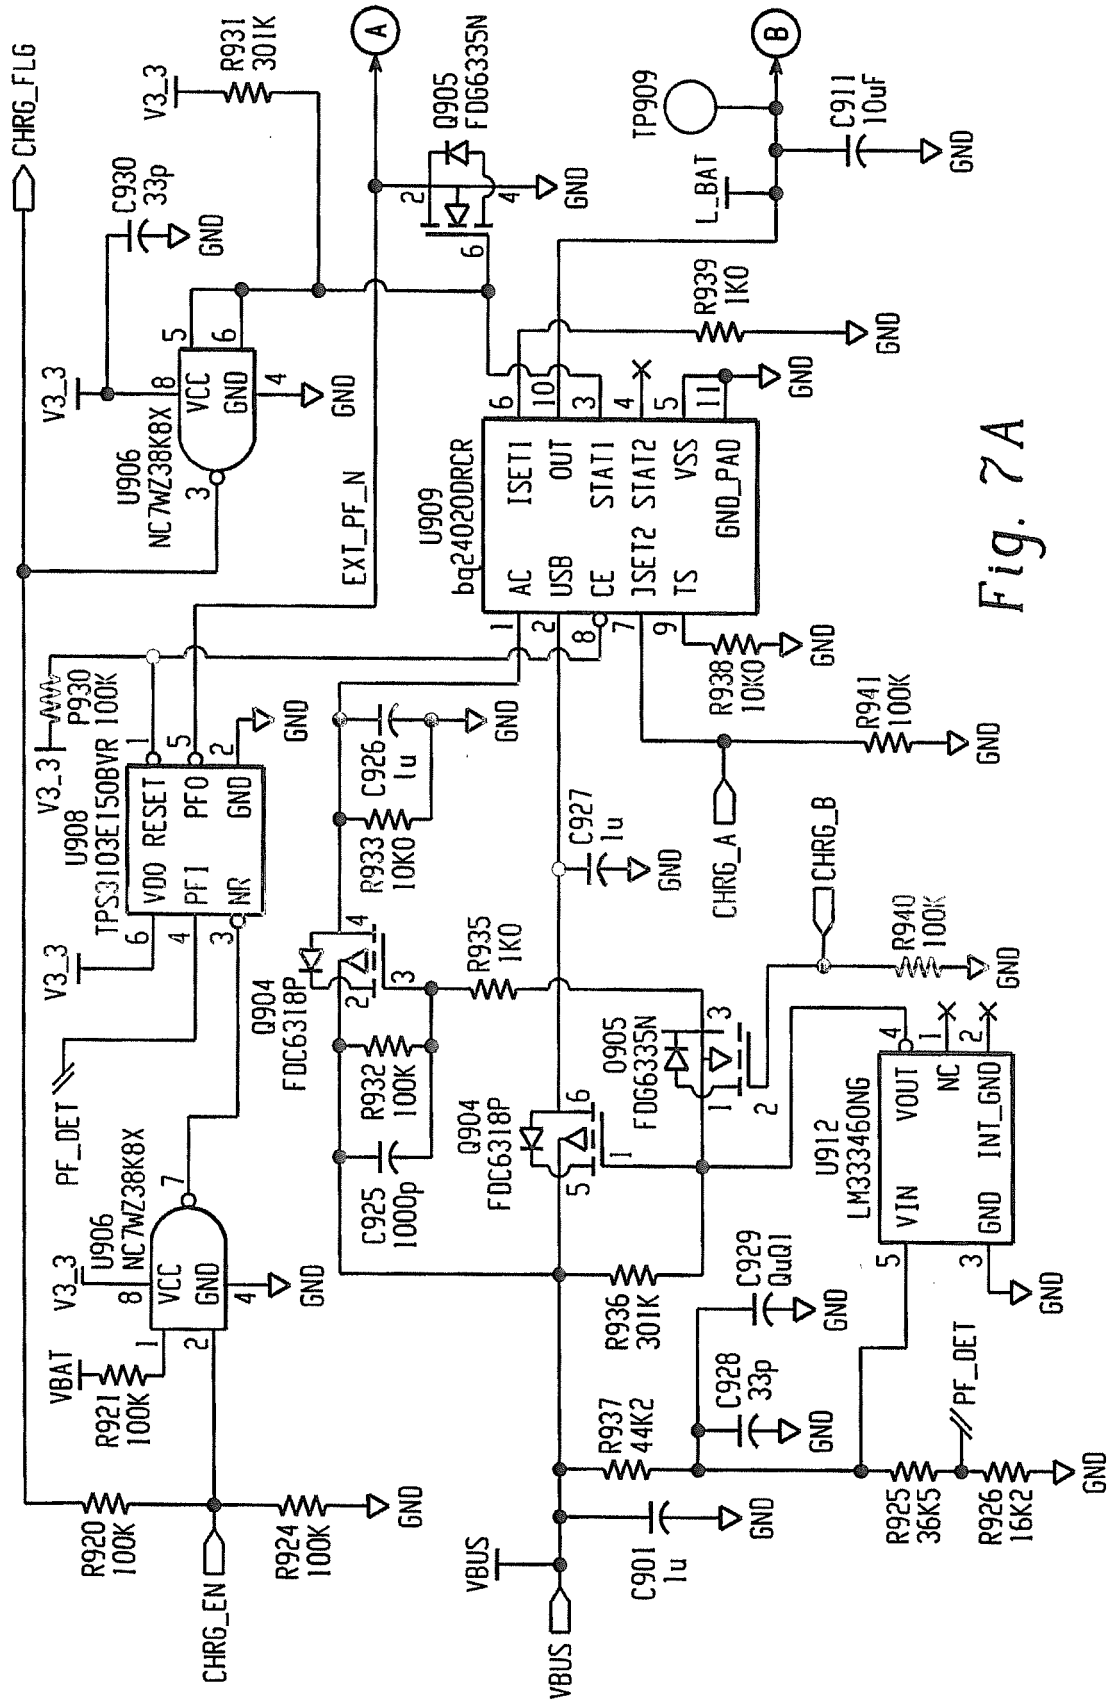 CHRG_FLG
V3_3
R931
301K
C930
33p
GND
V3_3
8
VCC
GND
4
GND
5
6
3
U906
NC7WZ38K8X
A
Q905
FDG6335N
2
4
6
GND
EXT_PF_N
V3_3
P930
100K
U908
TPS3103E150BVR
1
RESET
5
PFO
2
GND
GND
6
VDO
4
PFI
3
NR
V3_3
PF_DET
V3_3
U906
NC7WZ38K8X
7
8
VCC
GND
4
GND
1
2
VBAT
R921
100K
R920
100K
CHRG_EN
R924
100K
GND
TP909
B
L_BAT
C911
10uF
GND
R939
1K0
GND
U909
bq24020DRCR
1
AC
2
USB
8
CE
7
ISET2
9
TS
6
ISET1
10
OUT
3
STAT1
4
STAT2
5
VSS
11
GND_PAD
GND
R938
10K0
GND
R941
100K
GND
CHRG_A
C926
1u
GND
R933
10K0
Q904
FDC6318P
2
4
3
R932
100K
C925
1000p
R935
1K0
C927
1u
GND
Q904
FDC6318P
5
6
1
O905
FDG6335N
1
3
2
CHRG_B
R940
100K
GND
R936
301K
U912
LM33460NG
5
VIN
3
GND
4
VOUT
1
NC
2
INT_GND
GND
C929
QuQ1
GND
C928
33p
GND
R937
44K2
VBUS
VBUS
C901
1u
GND
R925
36K5
PF_DET
R926
16K2
GND
Fig. 7A